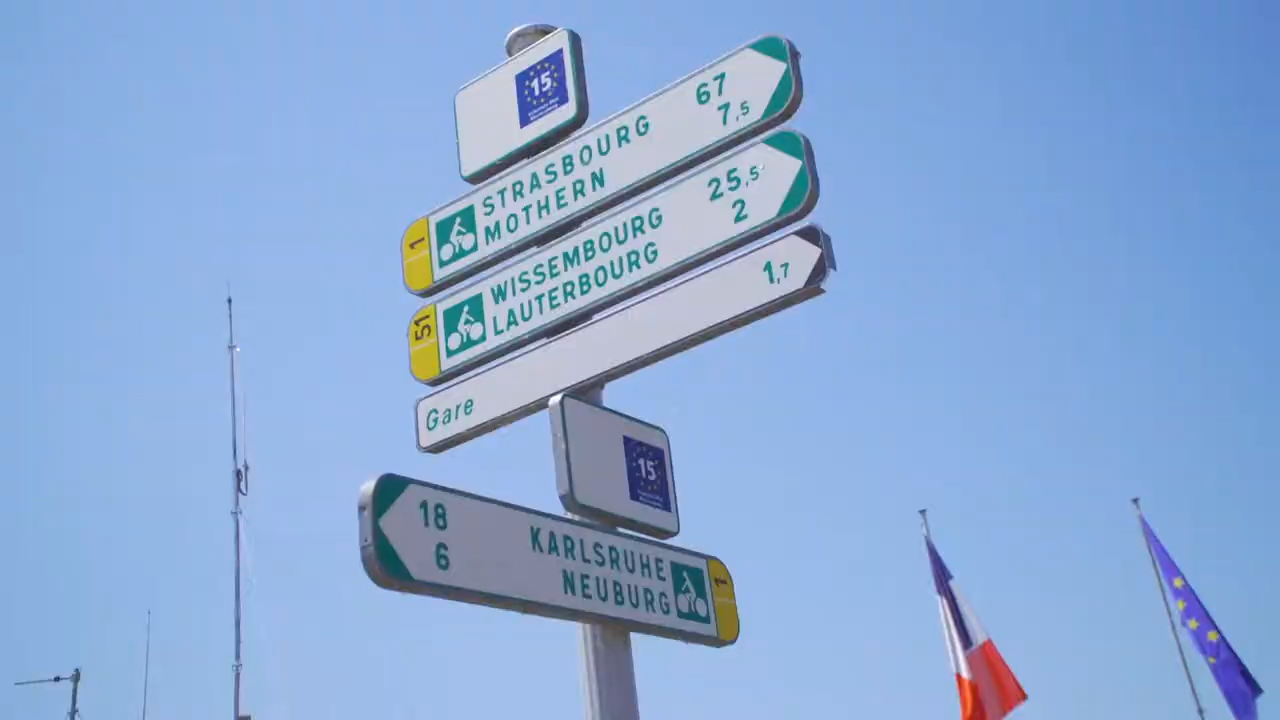 15
STRASBOURG 67
MOTHERN 7,5
1
WISSEMBOURG 25,5
LAUTERBOURG 2
51
Gare 1,7
15
18 KARLSRUHE
6 NEUBURG
1